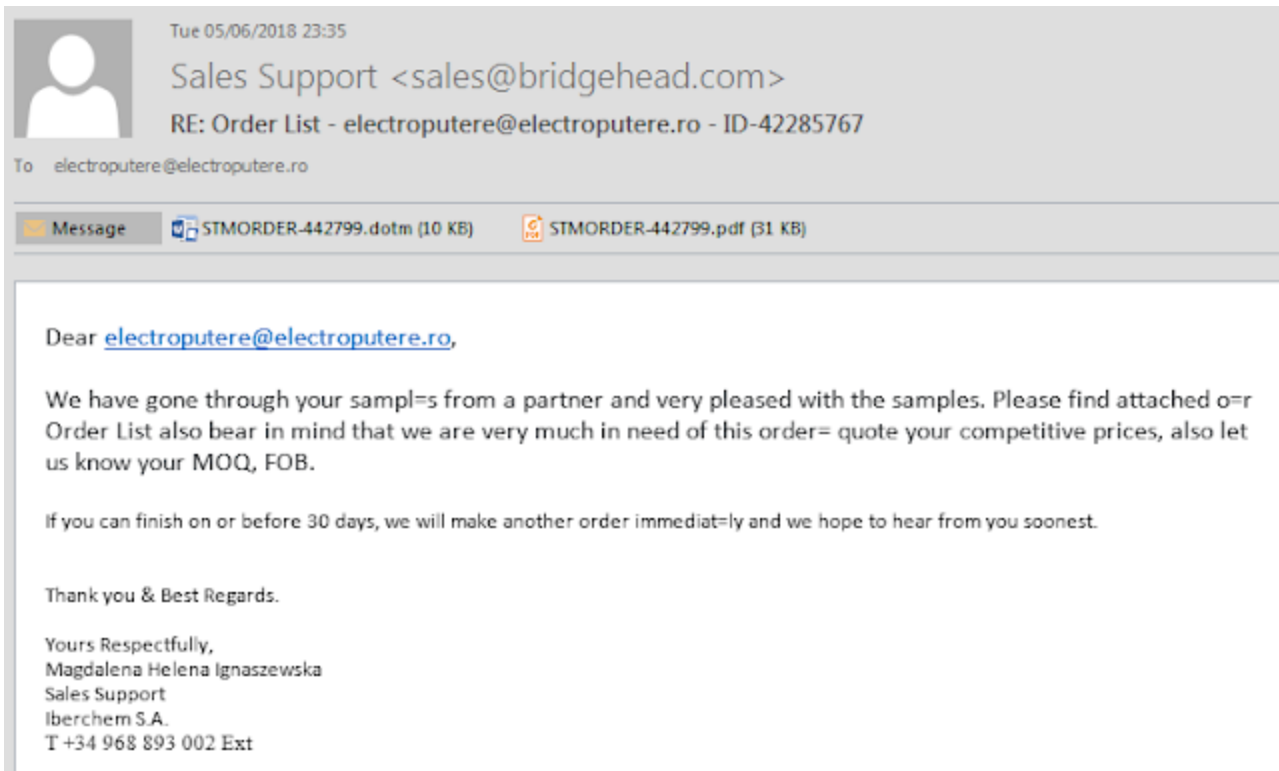 Tue 05/06/2018 23:35
Sales Support <sales@bridgehead.com>
RE: Order List - electroputere@electroputere.ro - ID-42285767
To electroputere@electroputere.ro
Message STMORDER-442799.dotm (10 KB) STMORDER-442799.pdf (31 KB)
Dear electroputere@electroputere.ro,
We have gone through your sampl=s from a partner and very pleased with the samples. Please find attached o=r
Order List also bear in mind that we are very much in need of this order= quote your competitive prices, also let
us know your MOQ, FOB.
If you can finish on or before 30 days, we will make another order immediat=ly and we hope to hear from you soonest.
Thank you & Best Regards.
Yours Respectfully,
Magdalena Helena Ignaszewska
Sales Support
Iberchem S.A.
T +34 968 893 002 Ext